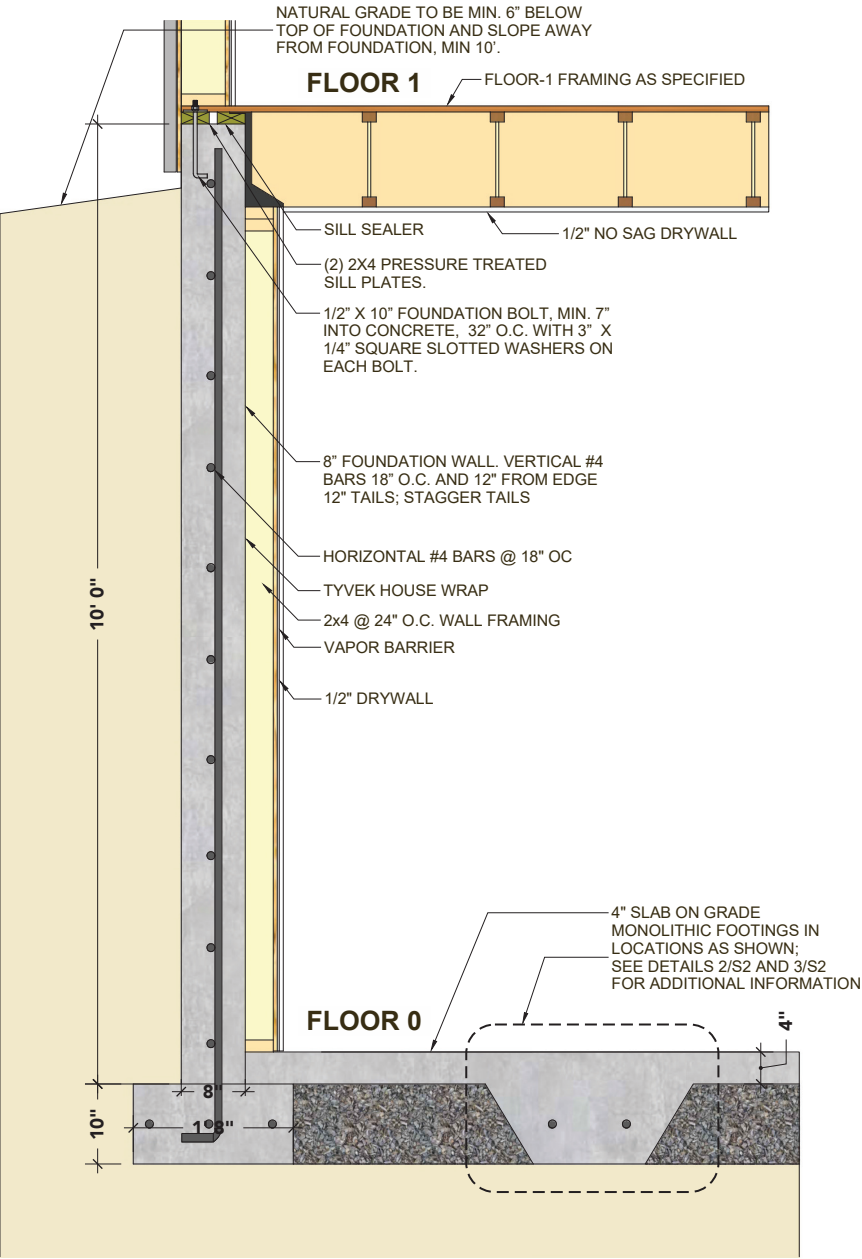 NATURAL GRADE TO BE MIN. 6" BELOW
TOP OF FOUNDATION AND SLOPE AWAY
FROM FOUNDATION, MIN 10'.
FLOOR 1
FLOOR-1 FRAMING AS SPECIFIED
SILL SEALER
1/2" NO SAG DRYWALL
(2) 2X4 PRESSURE TREATED
SILL PLATES.
1/2" X 10" FOUNDATION BOLT, MIN. 7"
INTO CONCRETE, 32" O.C. WITH 3" X
1/4" SQUARE SLOTTED WASHERS ON
EACH BOLT.
8" FOUNDATION WALL. VERTICAL #4
BARS 18" O.C. AND 12" FROM EDGE
12" TAILS; STAGGER TAILS
HORIZONTAL #4 BARS @ 18" OC
TYVEK HOUSE WRAP
10' 0"
2x4 @ 24" O.C. WALL FRAMING
VAPOR BARRIER
1/2" DRYWALL
4" SLAB ON GRADE
MONOLITHIC FOOTINGS IN
LOCATIONS AS SHOWN;
SEE DETAILS 2/S2 AND 3/S2
FOR ADDITIONAL INFORMATION
FLOOR 0
4"
8"
10"
1' 8"